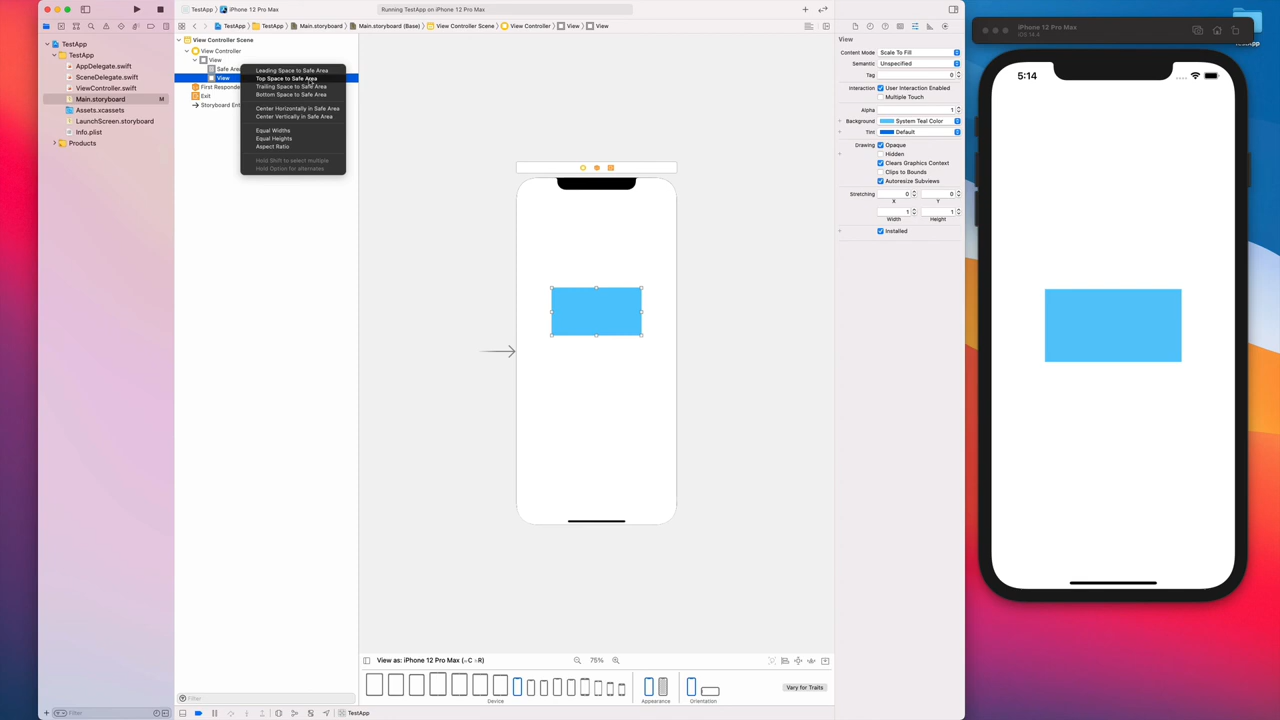 TestApp
iPhone 12 Pro Max
Running TestApp on iPhone 12 Pro Max
TestApp
TestApp
Main.storyboard
Main.storyboard (Base)
View Controller Scene
View Controller
View
View
TestApp
TestApp
AppDelegate.swift
SceneDelegate.swift
ViewController.swift
Main.storyboard
M
Assets.xcassets
LaunchScreen.storyboard
Info.plist
Products
Filter
View Controller Scene
View Controller
View
Safe Area
View
First Responde
Exit
Storyboard Ent
Filter
Leading Space to Safe Area
Top Space to Safe Area
Trailing Space to Safe Area
Bottom Space to Safe Area
Center Horizontally in Safe Area
Center Vertically in Safe Area
Equal Widths
Equal Heights
Aspect Ratio
Hold Shift to select multiple
Hold Option for alternates
View as: iPhone 12 Pro Max (
C
R)
75%
Device
Appearance
Orientation
Vary for Traits
TestApp
View
Content Mode
Scale To Fill
Semantic
Unspecified
Tag
0
Interaction
User Interaction Enabled
Multiple Touch
Alpha
1
Background
System Teal Color
Tint
Default
Drawing
Opaque
Hidden
Clears Graphics Context
Clips to Bounds
Autoresize Subviews
Stretching
0
0
X
Y
1
1
Width
Height
Installed
iPhone 12 Pro Max
iOS 14.4
TestApp
5:14